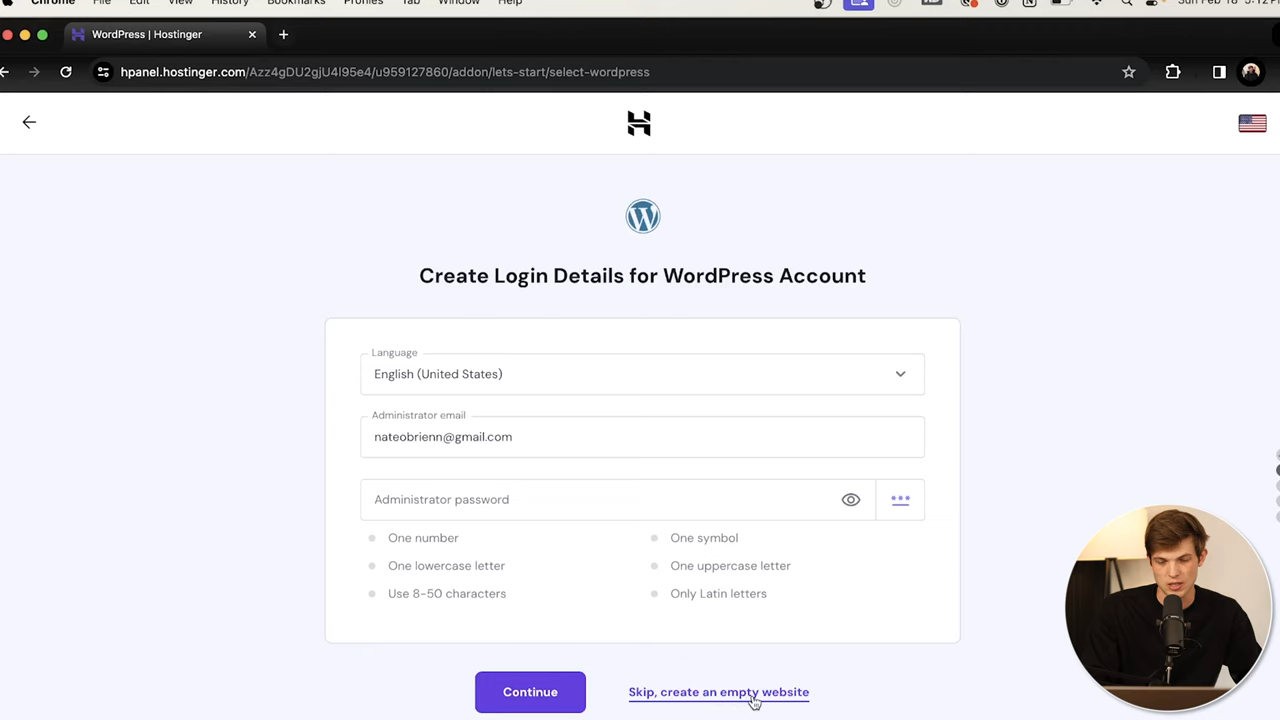 Chrome File Edit View History Bookmarks Profiles Tab Window Help
WordPress | Hostinger
hpanel.hostinger.com/Azz4gDU2gjU4l95e4/u959127860/addon/lets-start/select-wordpress
Create Login Details for WordPress Account
Language
English (United States)
Administrator email
nateobrienn@gmail.com
Administrator password
One number
One symbol
One lowercase letter
One uppercase letter
Use 8-50 characters
Only Latin letters
Continue
Skip, create an empty website